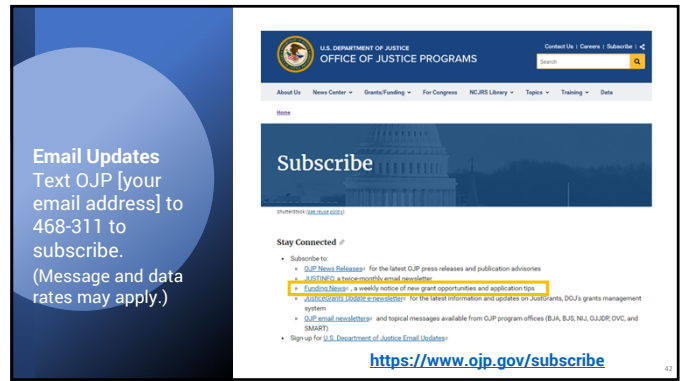 Email Updates
Text OJP [your
email address] to
468-311 to
subscribe.
(Message and data
rates may apply.)
U.S. DEPARTMENT OF JUSTICE
OFFICE OF JUSTICE PROGRAMS
Contact Us | Careers | Subscribe |
Search
About Us News Center Grants/Funding For Congress NCJRS Library Topics Training Data
Home
Subscribe
Shutterstock (see reuse policy).
Stay Connected
• Subscribe to:
OJP News Releases for the latest OJP press releases and publication advisories
JUSTINFO, a twice-monthly email newsletter
Funding News , a weekly notice of new grant opportunities and application tips
JusticeGrants Update e-newsletter for the latest information and updates on JustGrants, DOJ's grants management
system
OJP email newsletters and topical messages available from OJP program offices (BJA, BJS, NIJ, OJJDP, OVC, and
SMART)
• Sign up for U.S. Department of Justice Email Updates
https://www.ojp.gov/subscribe
42